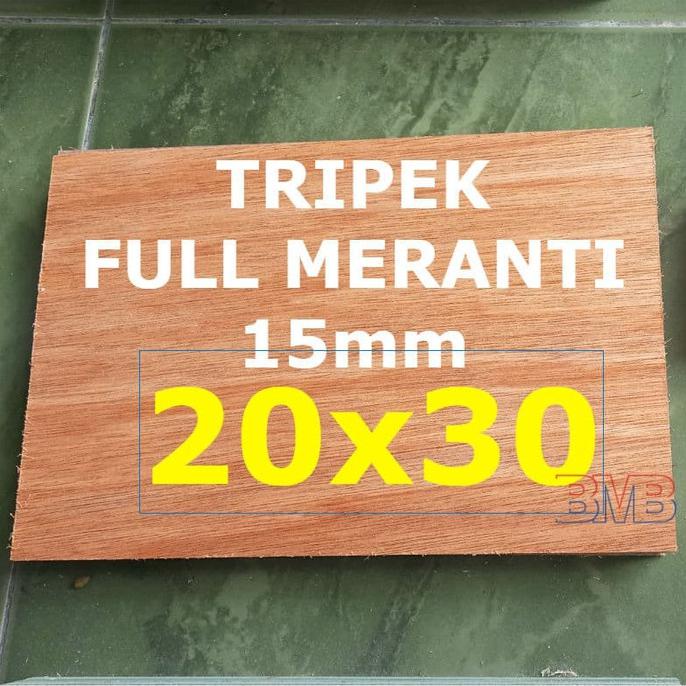 TRIPEK
FULL MERANTI
15mm
20x30
BMB